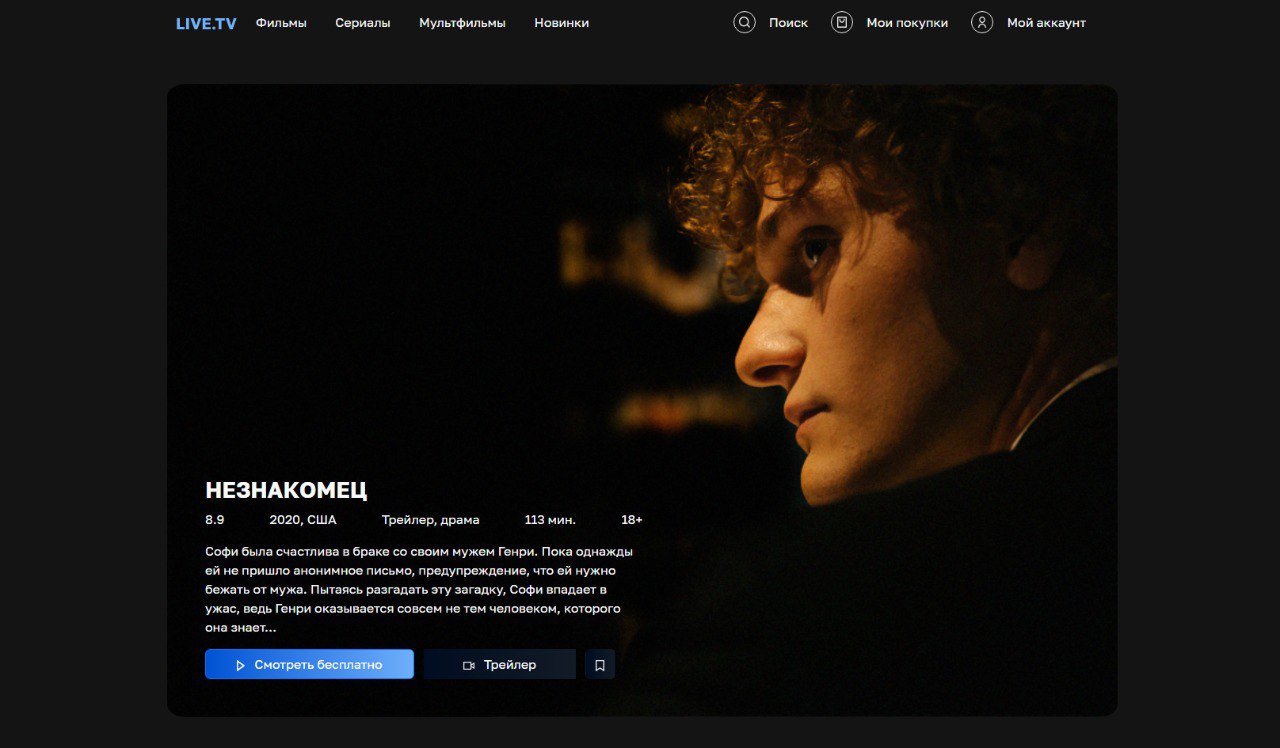 LIVE.TV Фильмы Сериалы Мультфильмы Новинки Поиск Мои покупки Мой аккаунт
НЕЗНАКОМЕЦ
8.9 2020, США Трейлер, драма 113 мин. 18+
Софи была счастлива в браке со своим мужем Генри. Пока однажды
ей не пришло анонимное письмо, предупреждение, что ей нужно
бежать от мужа. Пытаясь разгадать эту загадку, Софи впадает в
ужас, ведь Генри оказывается совсем не тем человеком, которого
она знает...
Смотреть бесплатно Трейлер